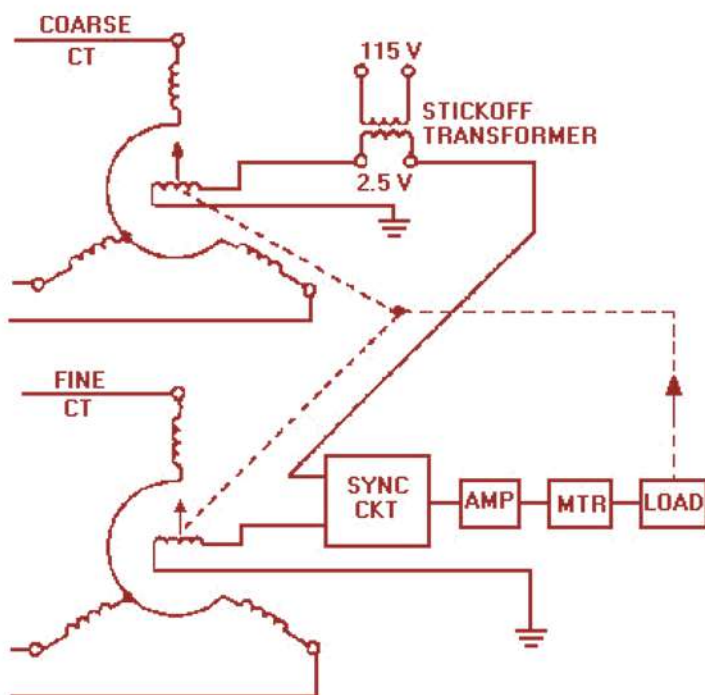 COARSE
CT
115 V
STICKOFF
TRANSFORMER
2.5 V
FINE
CT
SYNC
CKT
AMP
MTR
LOAD